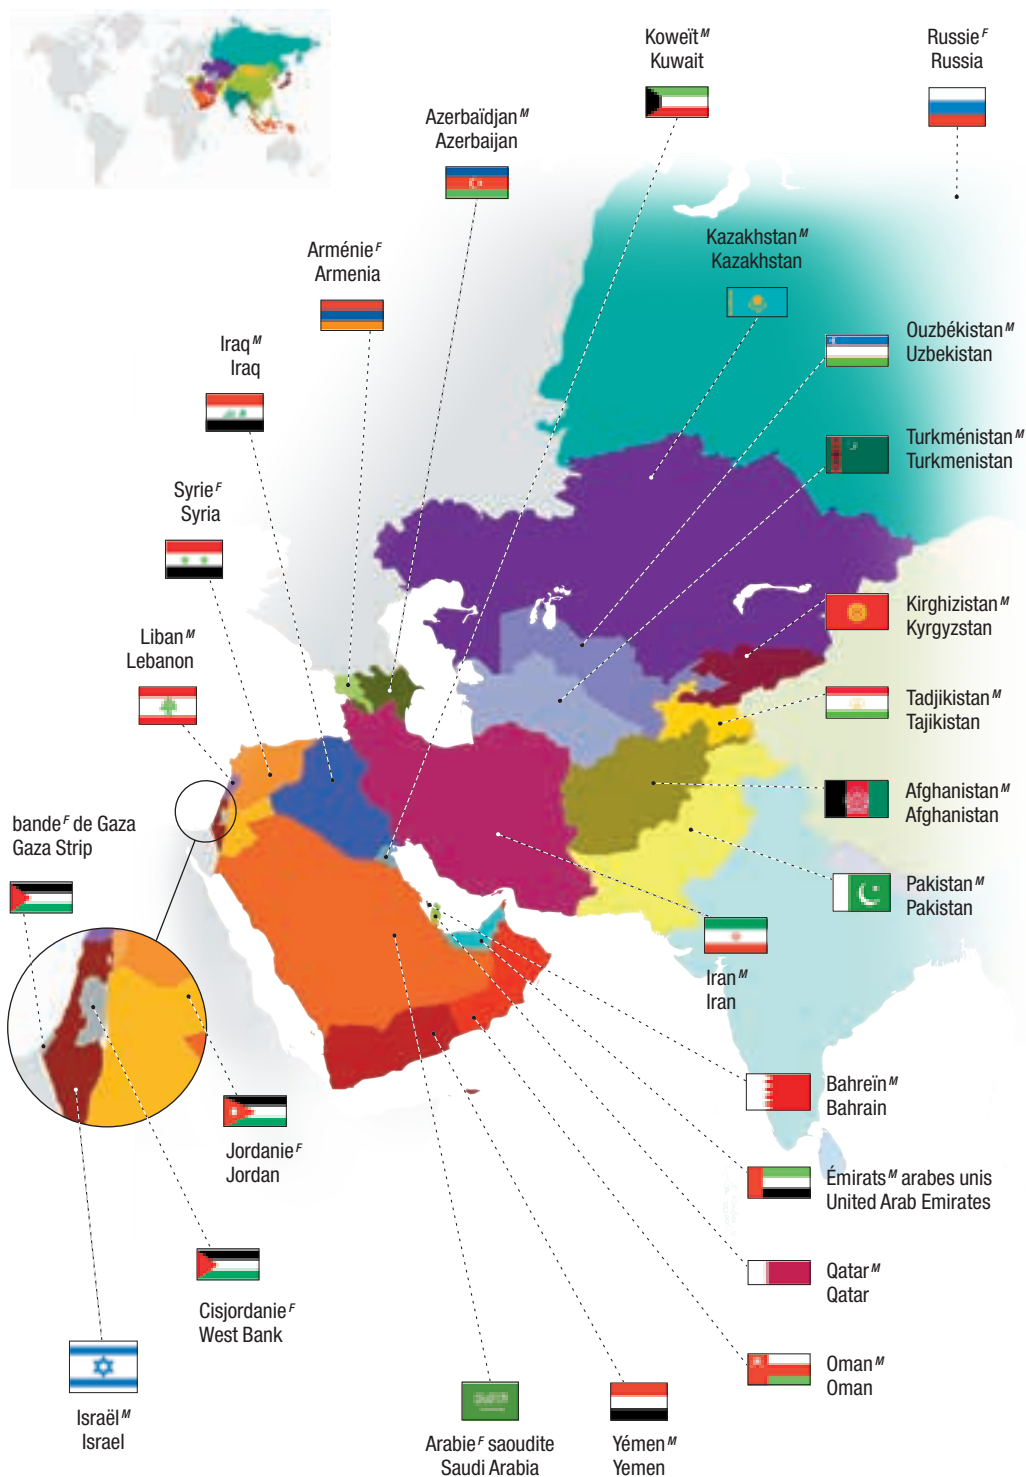 Koweït M
Kuwait
Russie F
Russia
Azerbaïdjan M
Azerbaijan
Kazakhstan M
Kazakhstan
Arménie F
Armenia
Ouzbékistan M
Uzbekistan
Iraq M
Iraq
Turkménistan M
Turkmenistan
Syrie F
Syria
Kirghizistan M
Kyrgyzstan
Liban M
Lebanon
Tadjikistan M
Tajikistan
Afghanistan M
Afghanistan
bande F de Gaza
Gaza Strip
Pakistan M
Pakistan
Iran M
Iran
Bahreïn M
Bahrain
Jordanie F
Jordan
Émirats M arabes unis
United Arab Emirates
Qatar M
Qatar
Cisjordanie F
West Bank
Oman M
Oman
Israël M
Israel
Arabie F saoudite
Saudi Arabia
Yémen M
Yemen